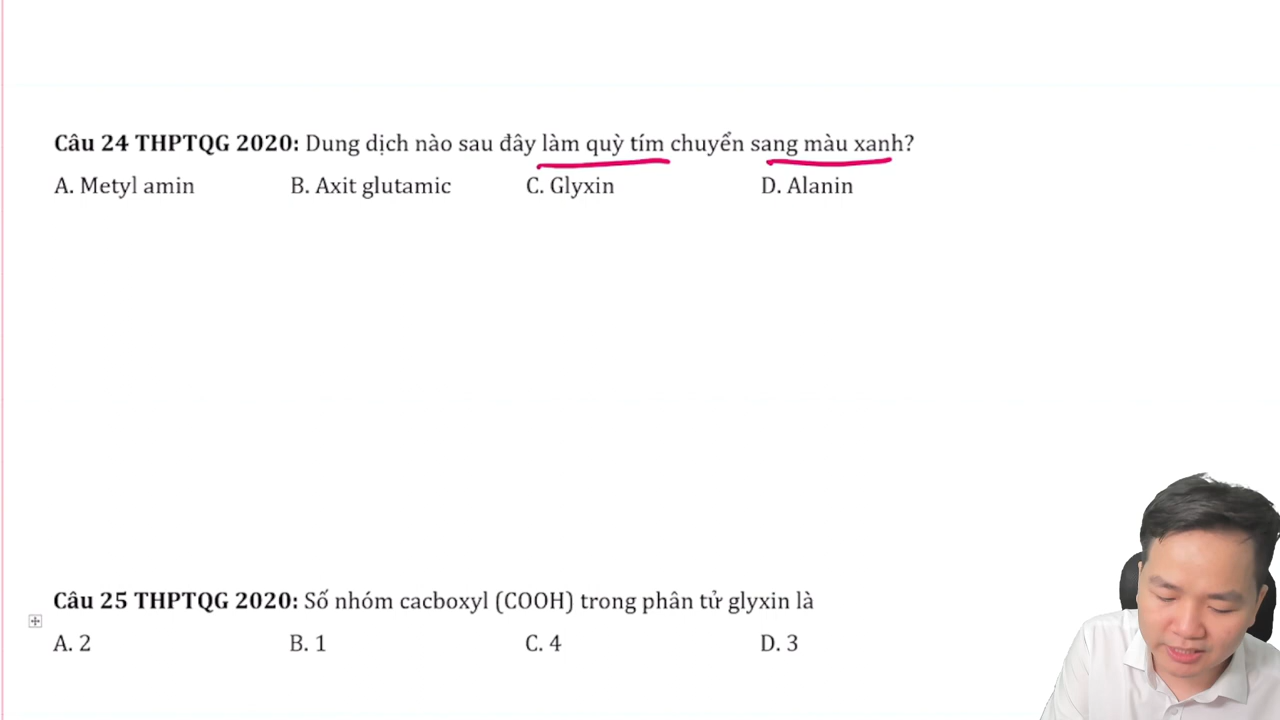 Câu 24 THPTQG 2020: Dung dịch nào sau đây làm quỳ tím chuyển sang màu xanh?
A. Metyl amin B. Axit glutamic C. Glyxin D. Alanin
Câu 25 THPTQG 2020: Số nhóm cacboxyl (COOH) trong phân tử glyxin là
A. 2 B. 1 C. 4 D. 3